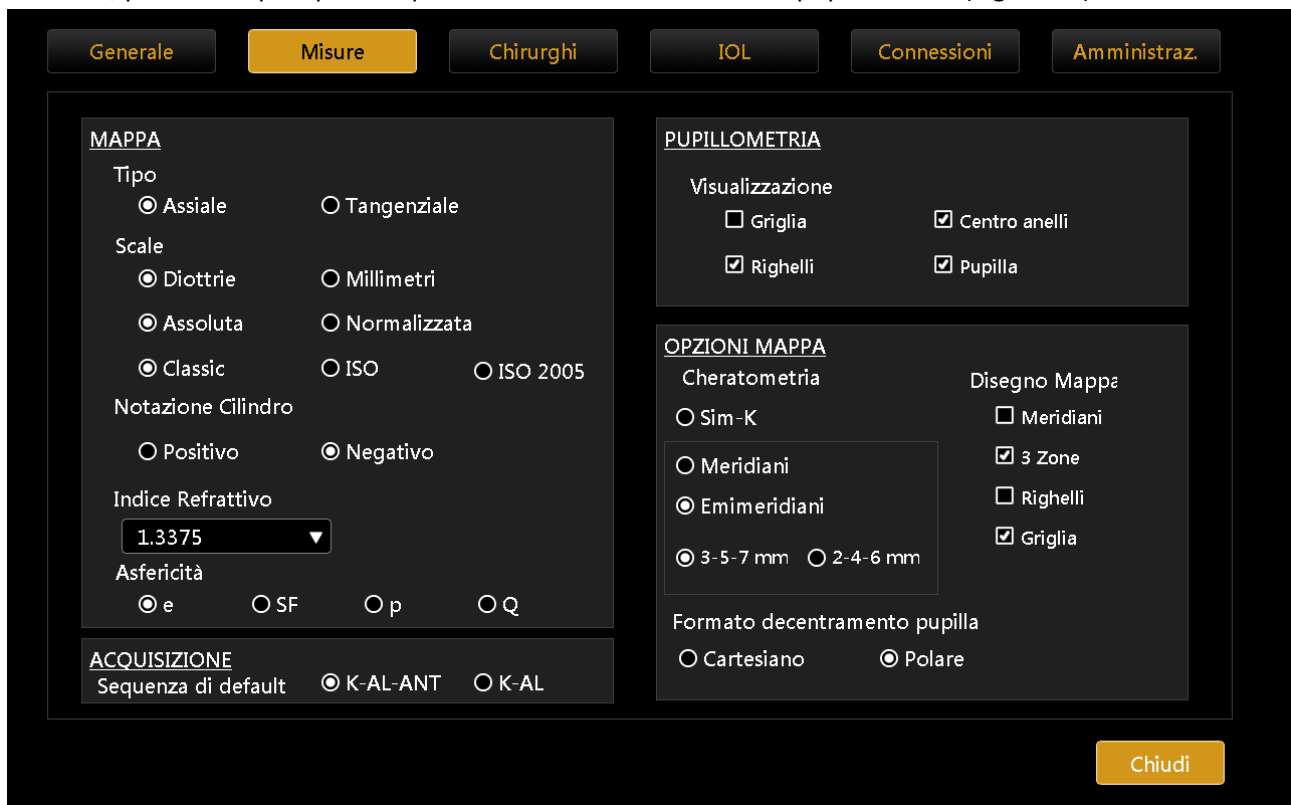 Generale Misure Chirurghi IOL Connessioni Amministraz.
MAPPA
Tipo
Assiale Tangenziale
Scale
Diottrie Millimetri
Assoluta Normalizzata
Classic ISO ISO 2005
Notazione Cilindro
Positivo Negativo
Indice Refrattivo
1.3375
Asfericità
e SF p Q
ACQUISIZIONE
Sequenza di default K-AL-ANT K-AL
PUPILLOMETRIA
Visualizzazione
Griglia Centro anelli
Righelli Pupilla
OPZIONI MAPPA
Cheratometria
Sim-K
Meridiani
Emimeridiani
3-5-7 mm 2-4-6 mm
Disegno Mappa
Meridiani
3 Zone
Righelli
Griglia
Formato decentramento pupilla
Cartesiano Polare
Chiudi